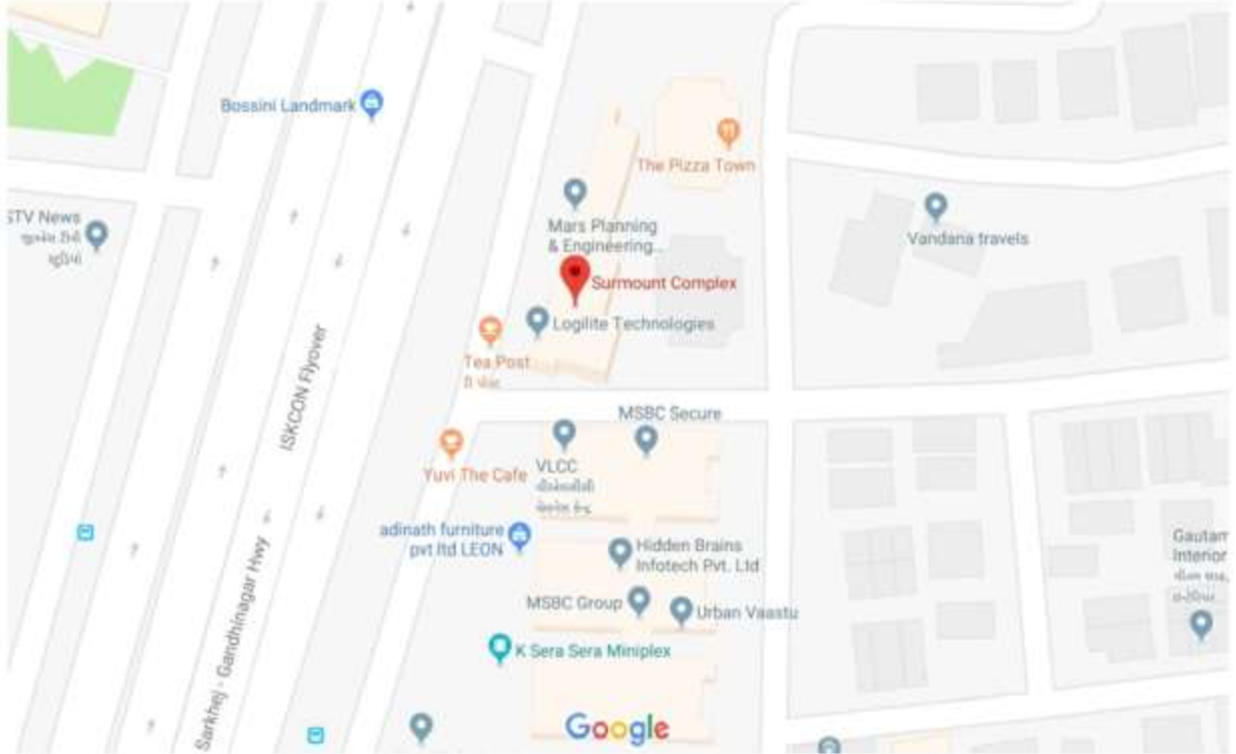 Bossini Landmark
The Pizza Town
STV News
Mars Planning
& Engineering...
Vandana travels
Surmount Complex
Logilite Technologies
Tea Post
ISKCON Flyover
MSBC Secure
Yuvi The Cafe
VLCC
adinath furniture
pvt ltd LEON
Hidden Brains
Infotech Pvt. Ltd
Gautam
Interior
MSBC Group
Urban Vaastu
K Sera Sera Miniplex
Sarkhej - Gandhinagar Hwy
Google